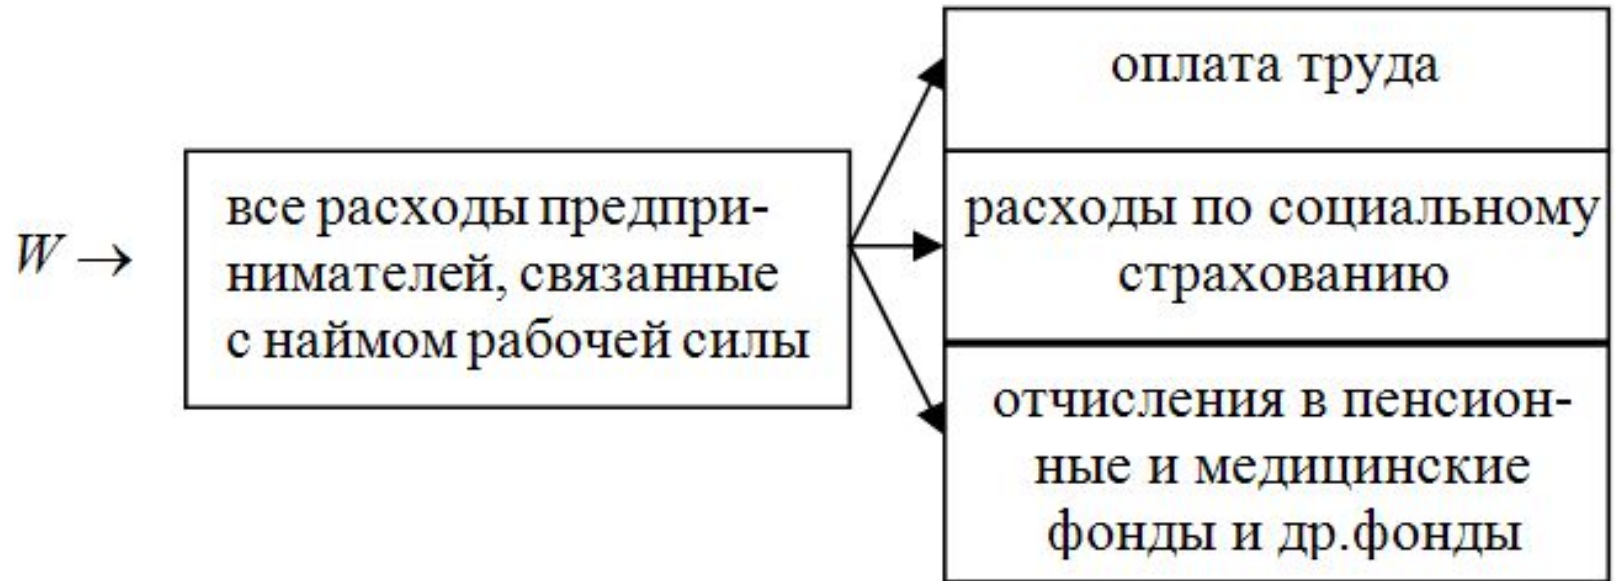 W →
все расходы предпри-
нимателей, связанные
с наймом рабочей силы
оплата труда
расходы по социальному
страхованию
отчисления в пенсион-
ные и медицинские
фонды и др.фонды